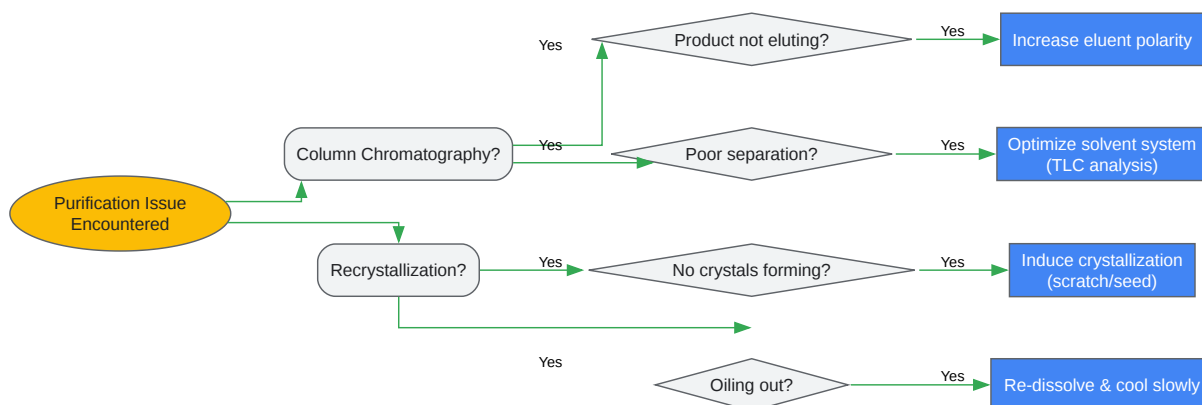 Yes
Product not eluting?
Yes
Increase eluent polarity
Column Chromatography?
Yes
Poor separation?
Yes
Optimize solvent system
(TLC analysis)
Purification Issue
Encountered
Recrystallization?
Yes
No crystals forming?
Yes
Induce crystallization
(scratch/seed)
Yes
Oiling out?
Yes
Re-dissolve & cool slowly